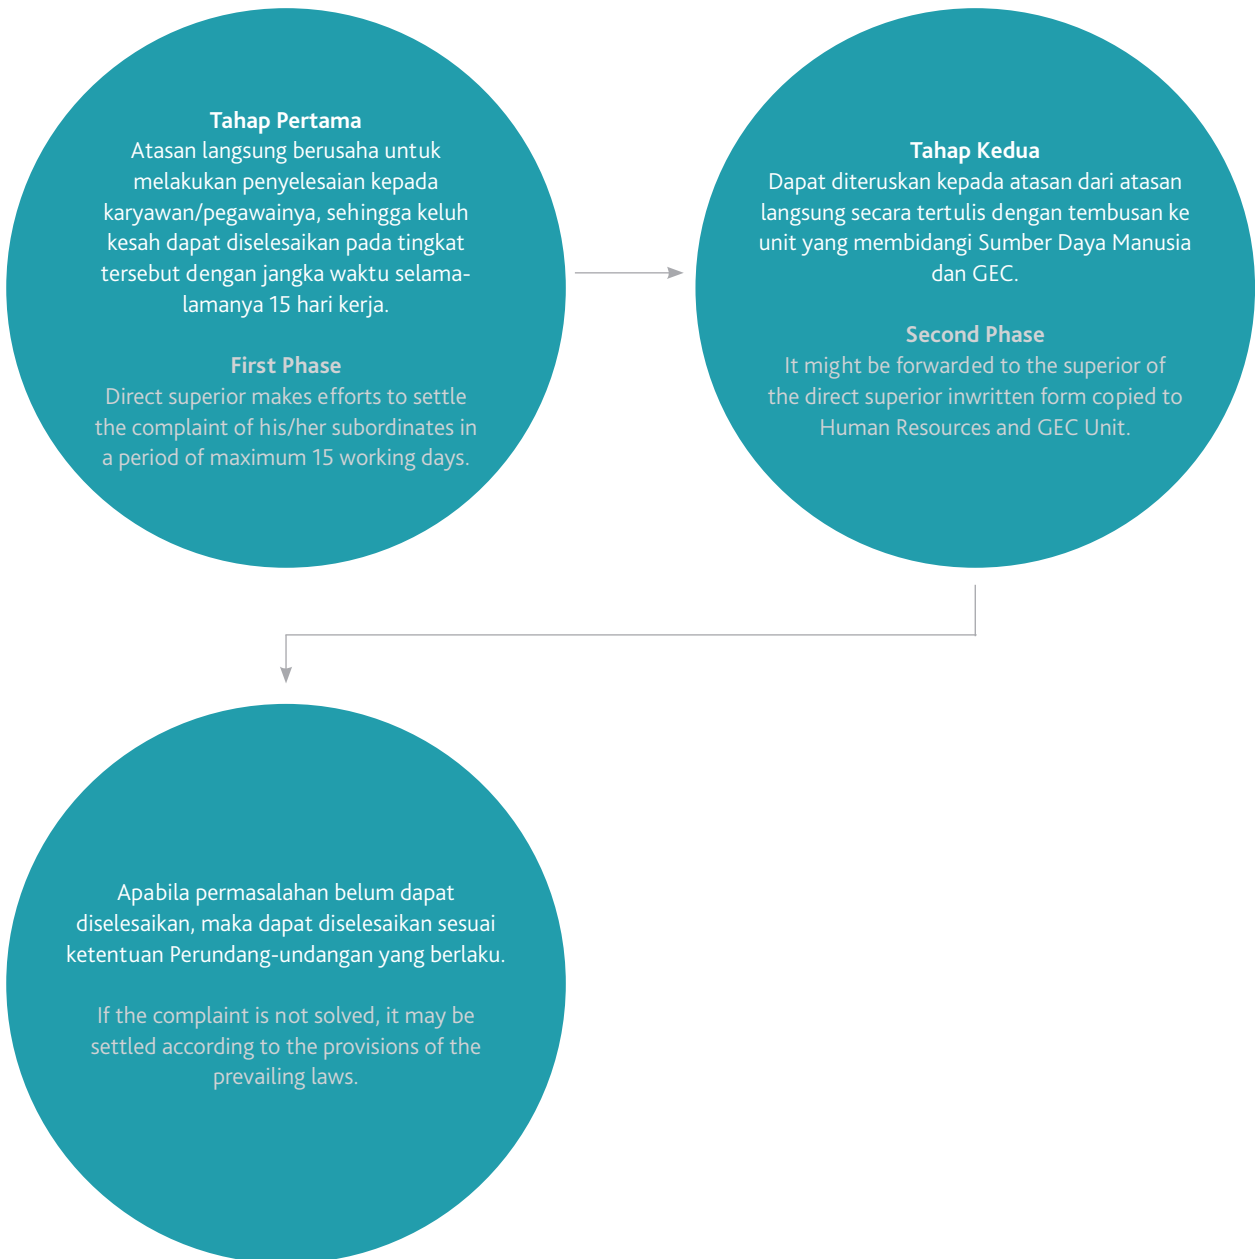 Tahap Pertama
Atasan langsung berusaha untuk
melakukan penyelesaian kepada
karyawan/pegawainya, sehingga keluh
kesah dapat diselesaikan pada tingkat
tersebut dengan jangka waktu selama-
lamanya 15 hari kerja.
First Phase
Direct superior makes efforts to settle
the complaint of his/her subordinates in
a period of maximum 15 working days.
Tahap Kedua
Dapat diteruskan kepada atasan dari atasan
langsung secara tertulis dengan tembusan ke
unit yang membidangi Sumber Daya Manusia
dan GEC.
Second Phase
It might be forwarded to the superior of
the direct superior inwritten form copied to
Human Resources and GEC Unit.
Apabila permasalahan belum dapat
diselesaikan, maka dapat diselesaikan sesuai
ketentuan Perundang-undangan yang berlaku.
If the complaint is not solved, it may be
settled according to the provisions of the
prevailing laws.